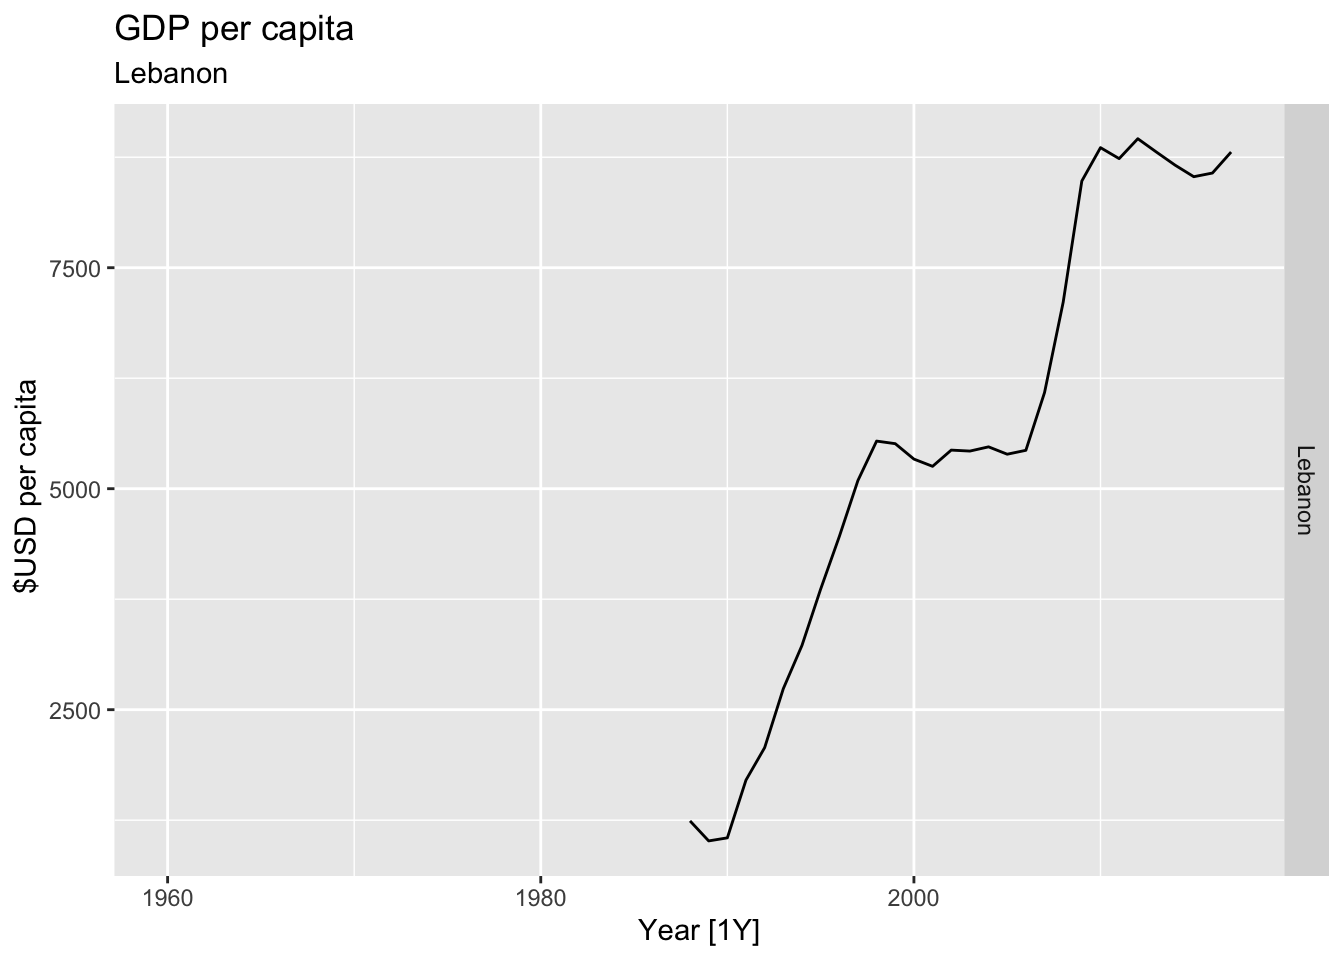 GDP per capita
Lebanon
7500
5000
2500
$USD per capita
Lebanon
1960
1980
2000
Year [1Y]